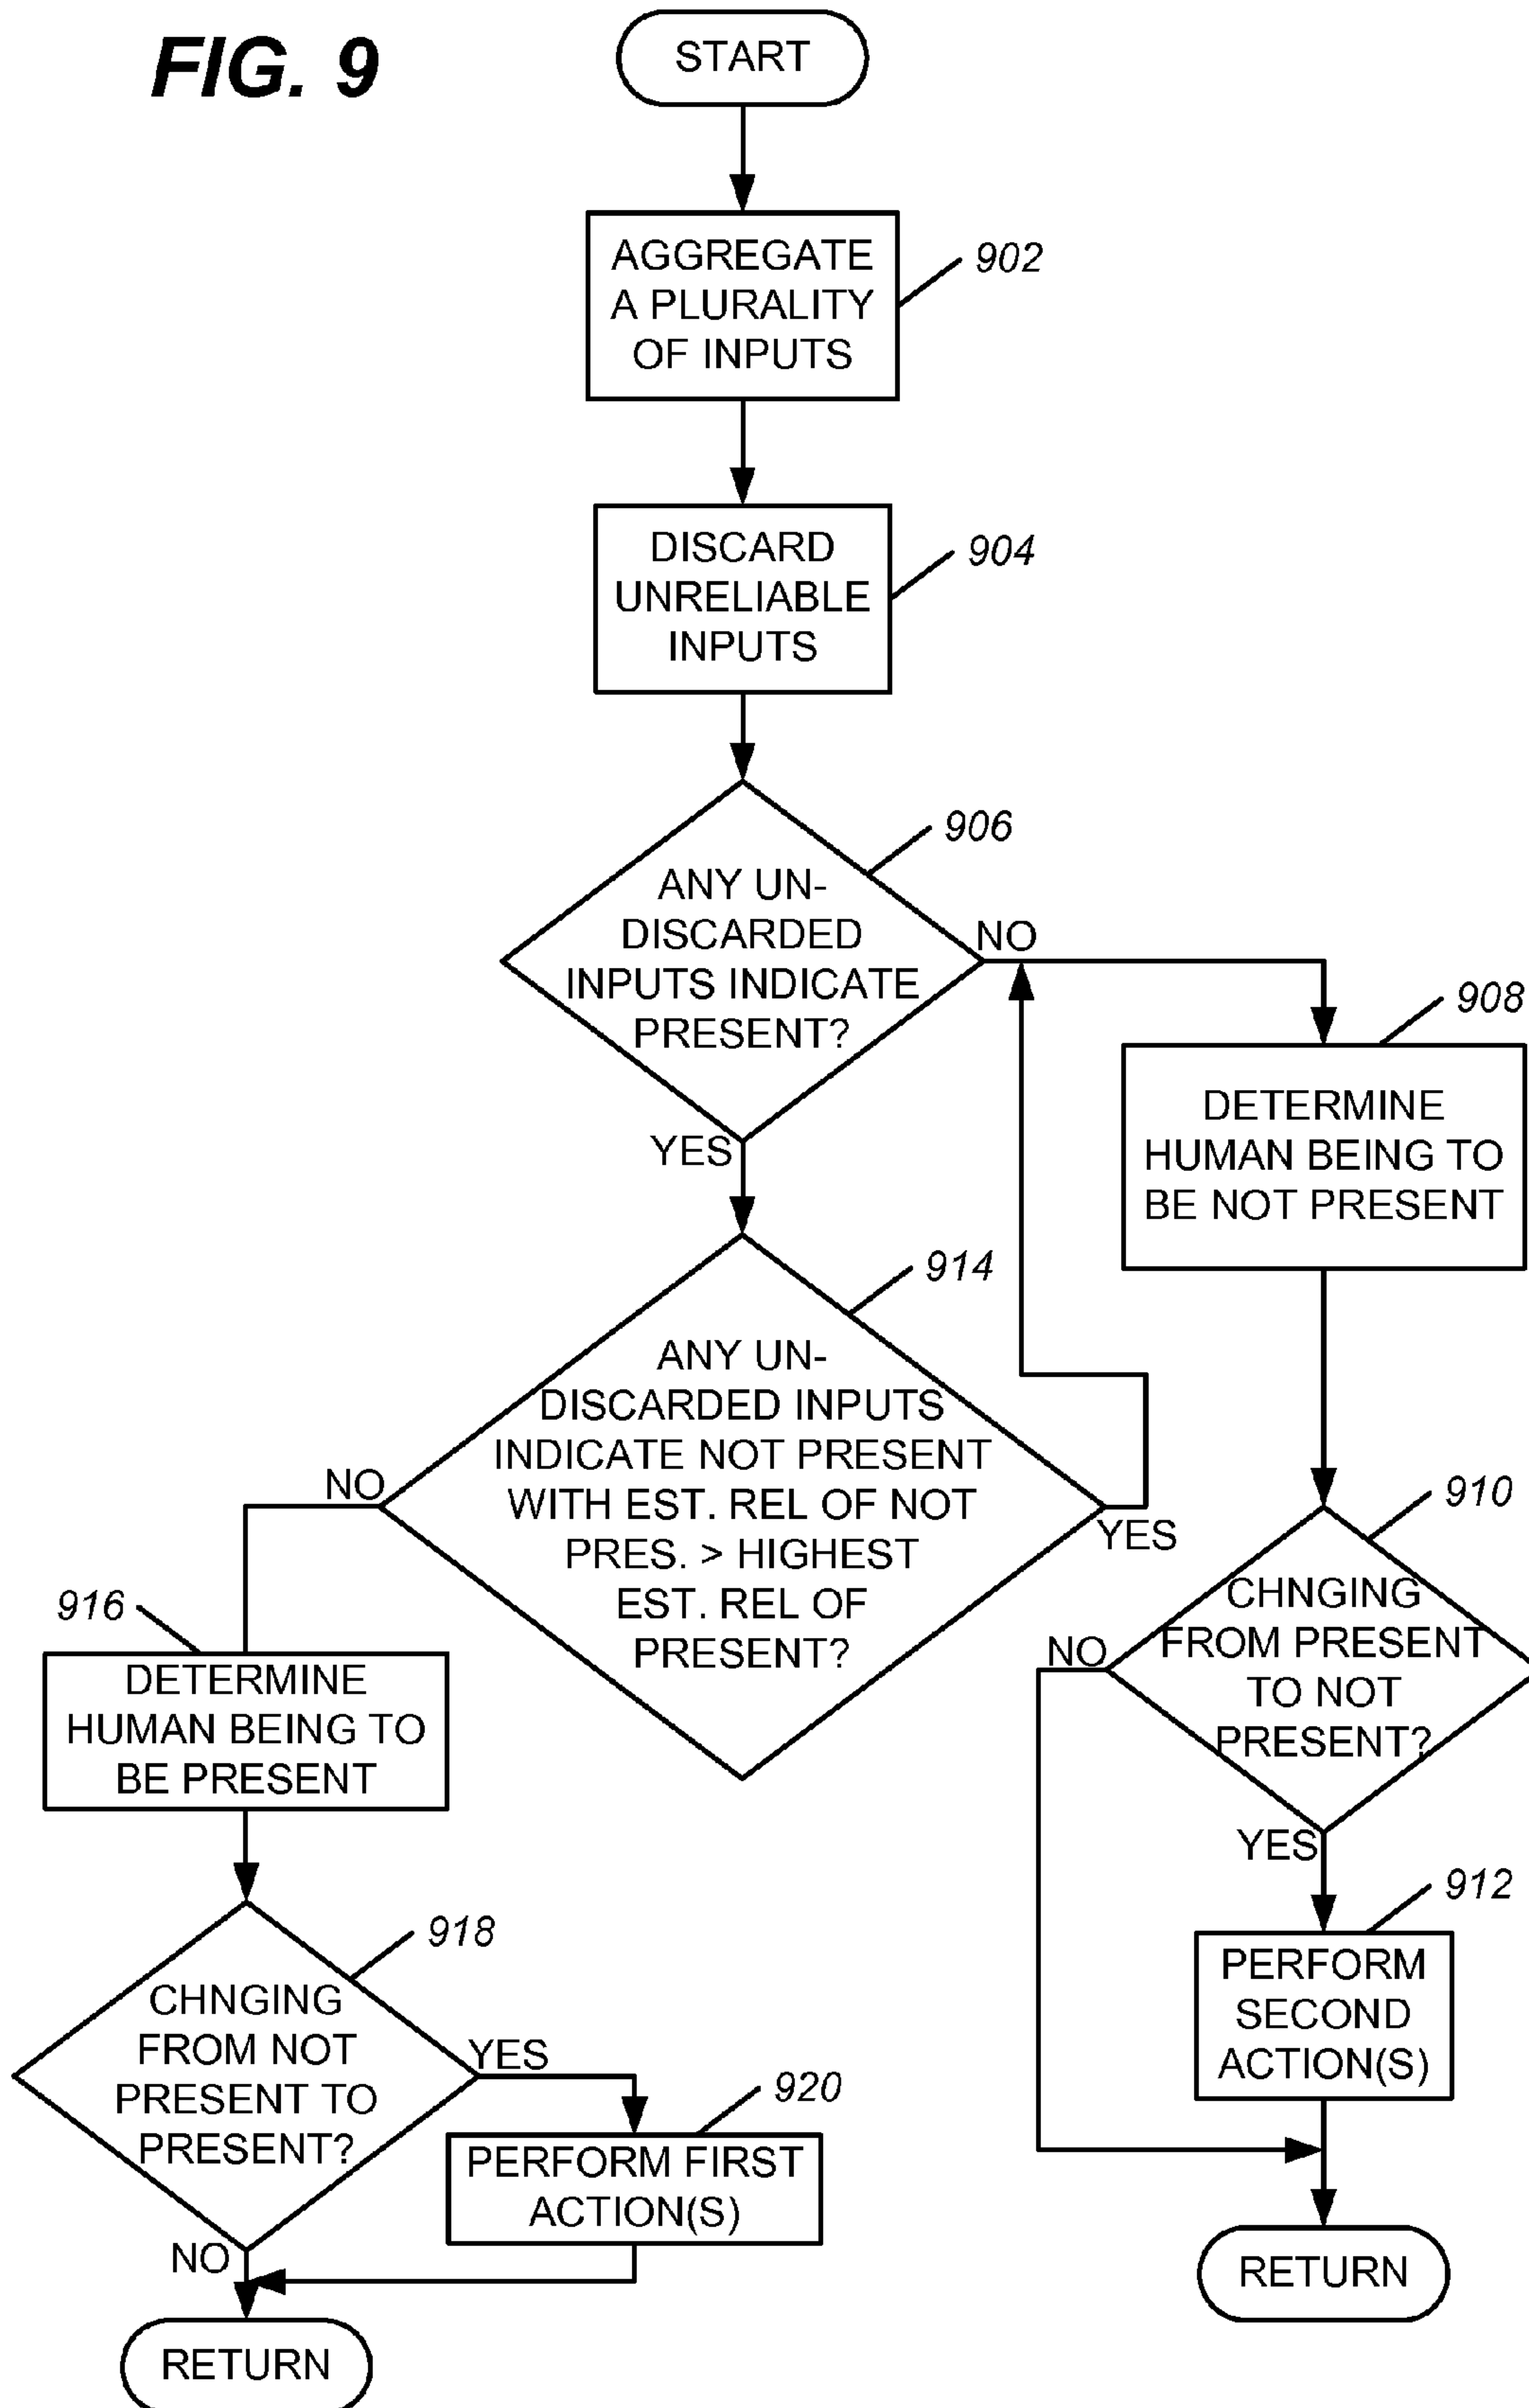 FIG. 9
START
AGGREGATE
A PLURALITY
OF INPUTS
902
DISCARD
UNRELIABLE
INPUTS
904
906
ANY UN-
DISCARDED
INPUTS INDICATE
PRESENT?
NO
YES
908
DETERMINE
HUMAN BEING TO
BE NOT PRESENT
914
ANY UN-
DISCARDED INPUTS
INDICATE NOT PRESENT
WITH EST. REL OF NOT
PRES. > HIGHEST
EST. REL OF
PRESENT?
NO
YES
910
CHNGING
FROM PRESENT
TO NOT
PRESENT?
NO
YES
916
DETERMINE
HUMAN BEING TO
BE PRESENT
912
PERFORM
SECOND
ACTION(S)
918
CHNGING
FROM NOT
PRESENT TO
PRESENT?
YES
NO
920
PERFORM FIRST
ACTION(S)
RETURN
RETURN